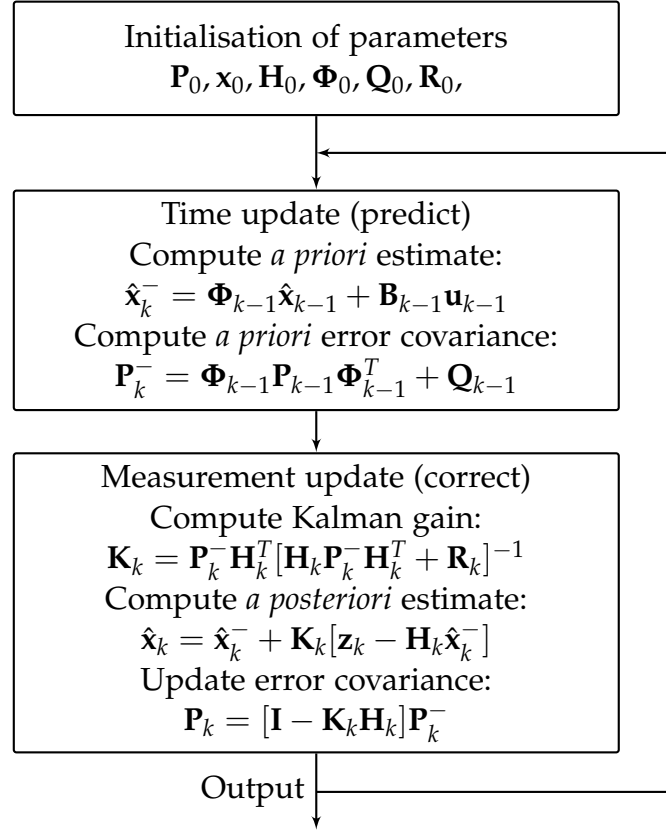 Initialisation of parameters
𝐏₀, 𝐱₀, 𝐇₀, 𝚽₀, 𝐐₀, 𝐑₀,
Time update (predict)
Compute a priori estimate:
𝐱̂ₖ⁻ = 𝚽ₖ₋₁𝐱̂ₖ₋₁ + 𝐁ₖ₋₁𝐮ₖ₋₁
Compute a priori error covariance:
𝐏ₖ⁻ = 𝚽ₖ₋₁𝐏ₖ₋₁𝚽ₖ₋₁ᵀ + 𝐐ₖ₋₁
Measurement update (correct)
Compute Kalman gain:
𝐊ₖ = 𝐏ₖ⁻𝐇ₖᵀ[𝐇ₖ𝐏ₖ⁻𝐇ₖᵀ + 𝐑ₖ]⁻¹
Compute a posteriori estimate:
𝐱̂ₖ = 𝐱̂ₖ⁻ + 𝐊ₖ[𝐳ₖ − 𝐇ₖ𝐱̂ₖ⁻]
Update error covariance:
𝐏ₖ = [𝐈 − 𝐊ₖ𝐇ₖ]𝐏ₖ⁻
Output